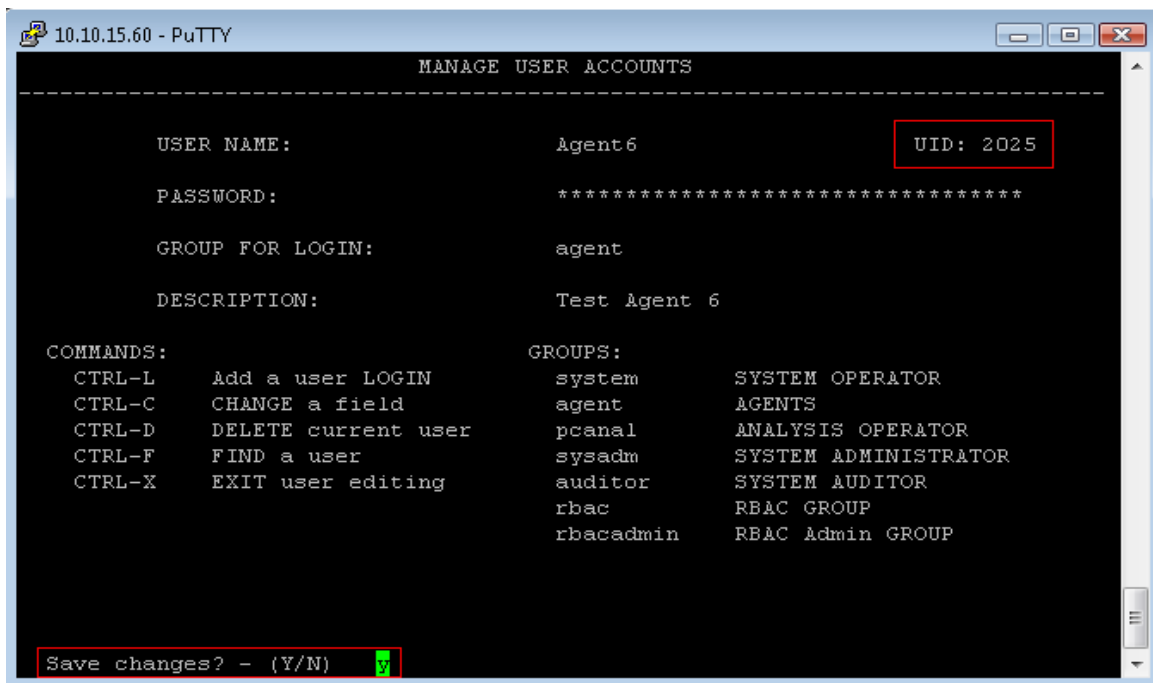 10.10.15.60 - PuTTY
MANAGE USER ACCOUNTS
--------------------------------------------------------------------------------
USER NAME: Agent6 UID: 2025
PASSWORD: **********************************
GROUP FOR LOGIN: agent
DESCRIPTION: Test Agent 6
COMMANDS: GROUPS:
CTRL-L Add a user LOGIN system SYSTEM OPERATOR
CTRL-C CHANGE a field agent AGENTS
CTRL-D DELETE current user pcanal ANALYSIS OPERATOR
CTRL-F FIND a user sysadm SYSTEM ADMINISTRATOR
CTRL-X EXIT user editing auditor SYSTEM AUDITOR
rbac RBAC GROUP
rbacadmin RBAC Admin GROUP
Save changes? - (Y/N) y